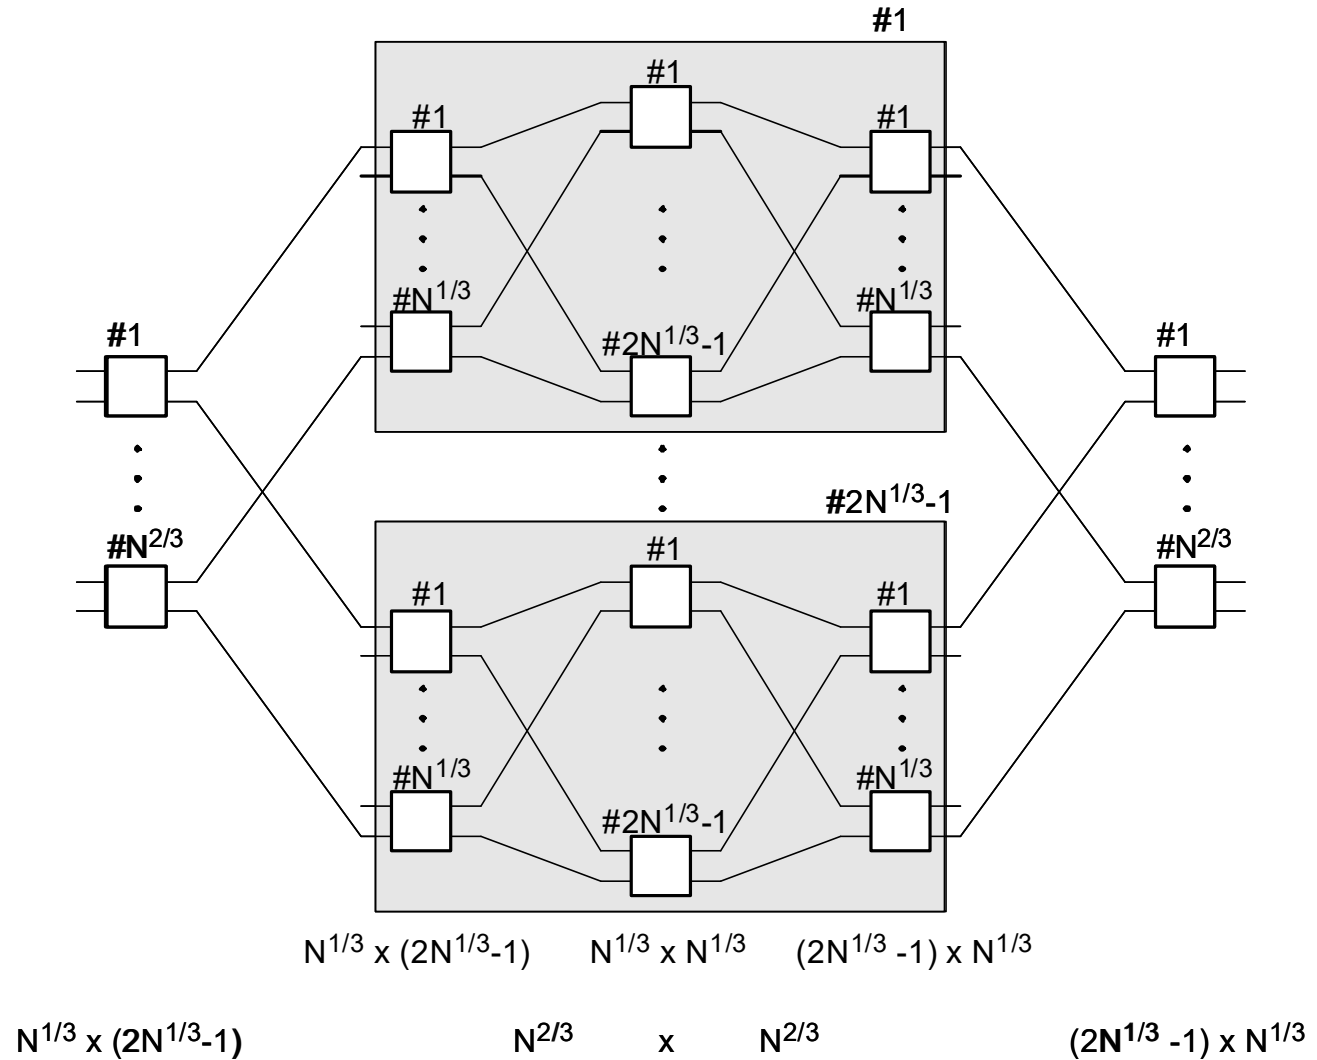 #1
#1
#1
#1
#N^1/3
#N^1/3
#2N^1/3-1
#1
#1
#2N^1/3-1
#N^2/3
#N^2/3
#1
#1
#1
#N^1/3
#N^1/3
#2N^1/3-1
N^1/3 x (2N^1/3-1) N^1/3 x N^1/3 (2N^1/3 -1) x N^1/3
N^1/3 x (2N^1/3-1) N^2/3 x N^2/3 (2N^1/3 -1) x N^1/3